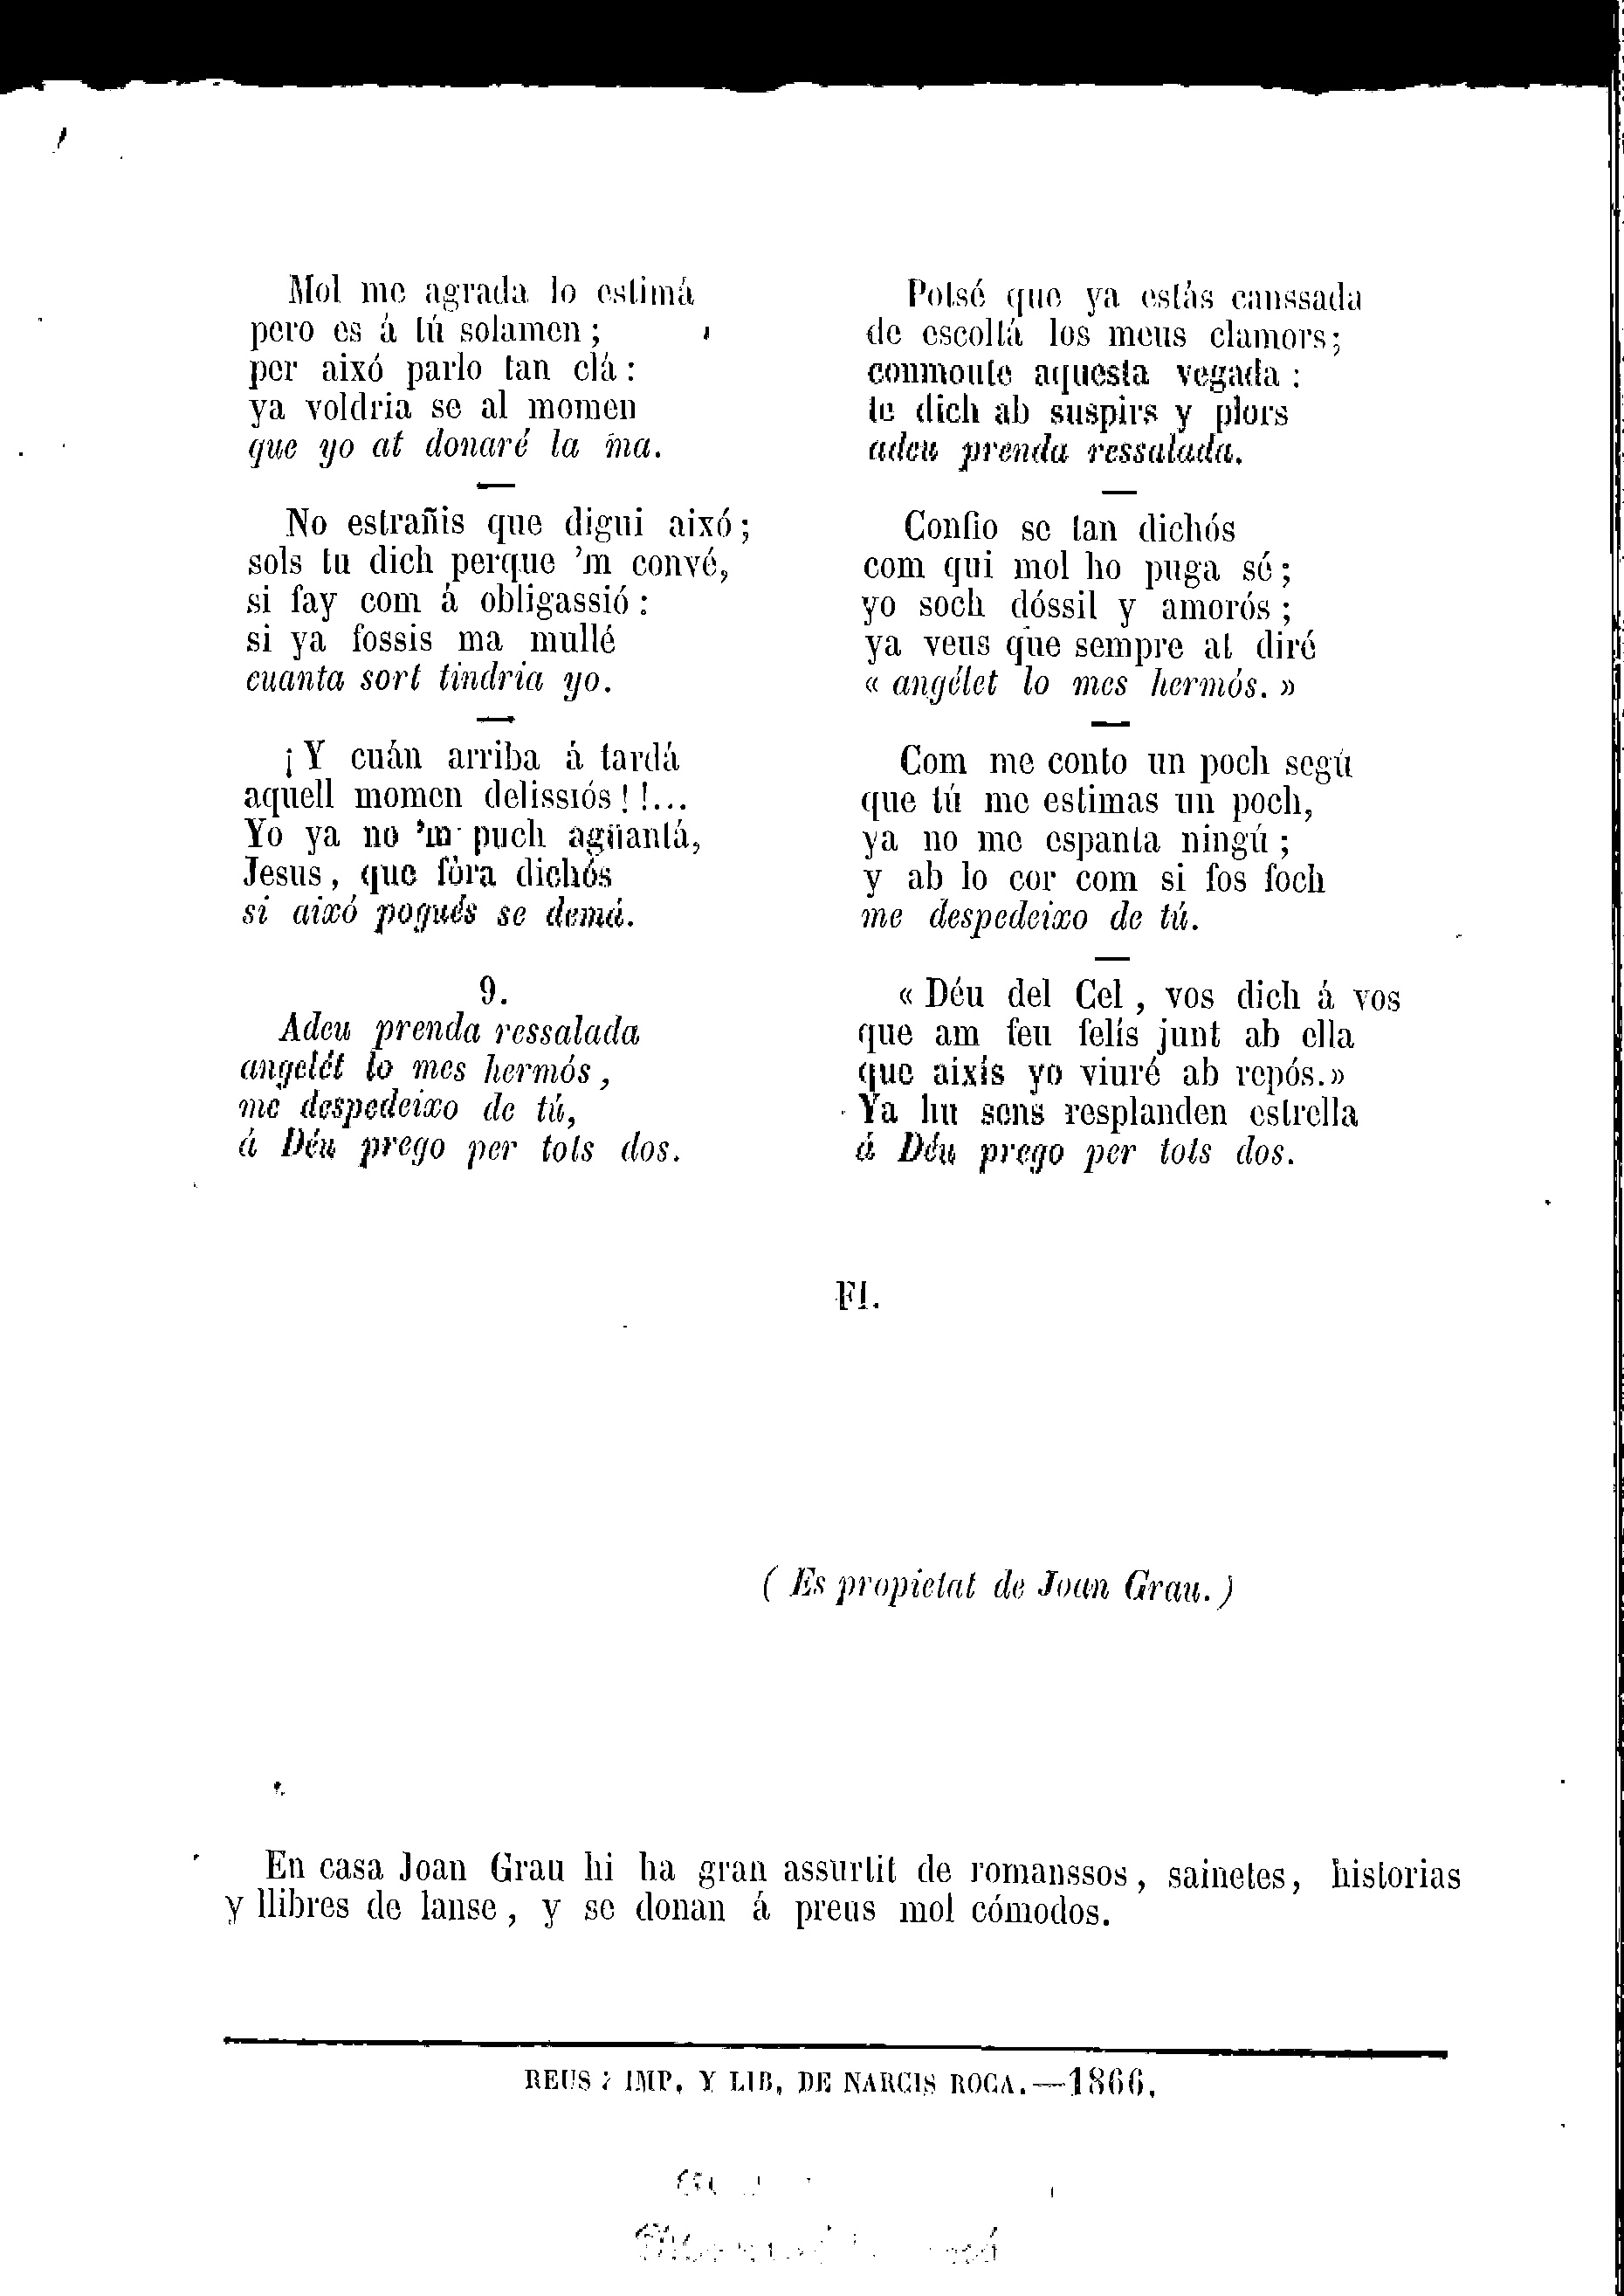 Mol me agrada lo estimá
pero es á tú solamen;
per aixó parlo tan clá:
ya voldria se al momen
que yo at donaré la ma.
No estrañis que digui aixó;
sols tu dich perque 'm convé,
si fay com á obligassió:
si ya fossis ma mullé
cuanta sort tindria yo.
¡Y cuán arriba á tardá
aquell momen delissiós!!...
Yo ya no 'm puch agüantá,
Jesus, que fòra dichós
si aixó pogués se demá.
9.
Adeu prenda ressalada
angelét lo mes hermós,
me despedeixo de tú,
á Déu prego per tots dos.
Potsé que ya estás canssada
de escoltá los meus clamors;
conmoute aquesta vegada:
te dich ab suspirs y plors
adeu prenda ressalada.
Confio se tan dichós
com qui mol ho puga sé;
yo soch dóssil y amorós;
ya veus que sempre at diré
«angélet lo mes hermós.»
Com me conto un poch segú
que tú me estimas un poch,
ya no me espanta ningú;
y ab lo cor com si fos foch
me despedeixo de tú.
«Déu del Cel, vos dich á vos
que am feu felís junt ab ella
que aixís yo viuré ab repós.»
Ya hu sens resplanden estrella
á Déu prego per tots dos.
FI.
(Es propietat de Joan Grau.)
En casa Joan Grau hi ha gran assurtit de romanssos, sainetes, historias
y llibres de lanse, y se donan á preus mol cómodos.
REUS: IMP. Y LIB. DE NARCIS ROCA.—1866.